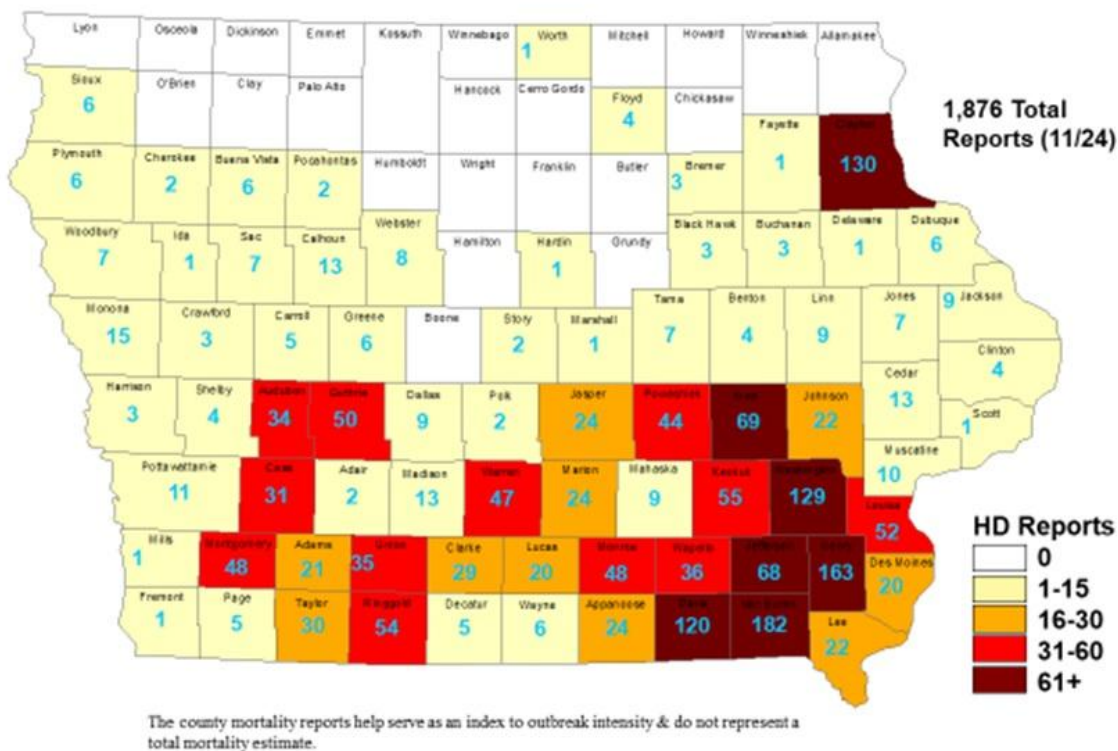 Lyon Osceola Dickinson Emmet Kossuth Winnebago Worth Mitchell Howard Winneshiek Allamakee
1
Sioux O'Brien Clay Palo Alto Hancock Cerro Gordo Floyd Chickasaw
6 4
1,876 Total
Reports (11/24)
Plymouth Cherokee Buena Vista Pocahontas Humboldt Wright Franklin Butler Bremer Fayette Clayton
6 2 6 2 3 1 130
Woodbury Ida Sac Calhoun Webster Hamilton Hardin Grundy Black Hawk Buchanan Delaware Dubuque
7 1 7 13 8 1 3 3 1 6
Monona Crawford Carroll Greene Boone Story Marshall Tama Benton Linn Jones Jackson
15 3 5 6 2 1 7 4 9 7 9
Clinton
4
Harrison Shelby Audubon Guthrie Dallas Polk Jasper Poweshiek Iowa Johnson Cedar Scott
3 4 34 50 9 2 24 44 69 22 13 1
Pottawattamie Cass Adair Madison Warren Marion Mahaska Keokuk Washington Muscatine
11 31 2 13 47 24 9 55 129 10
Louisa
52
Mills Montgomery Adams Union Clarke Lucas Monroe Wapello Jefferson Henry Des Moines
1 48 21 35 29 20 48 36 68 163 20
Fremont Page Taylor Ringgold Decatur Wayne Appanoose Davis Van Buren Lee
1 5 30 54 5 6 24 120 182 22
HD Reports
0
1-15
16-30
31-60
61+
The county mortality reports help serve as an index to outbreak intensity & do not represent a
total mortality estimate.